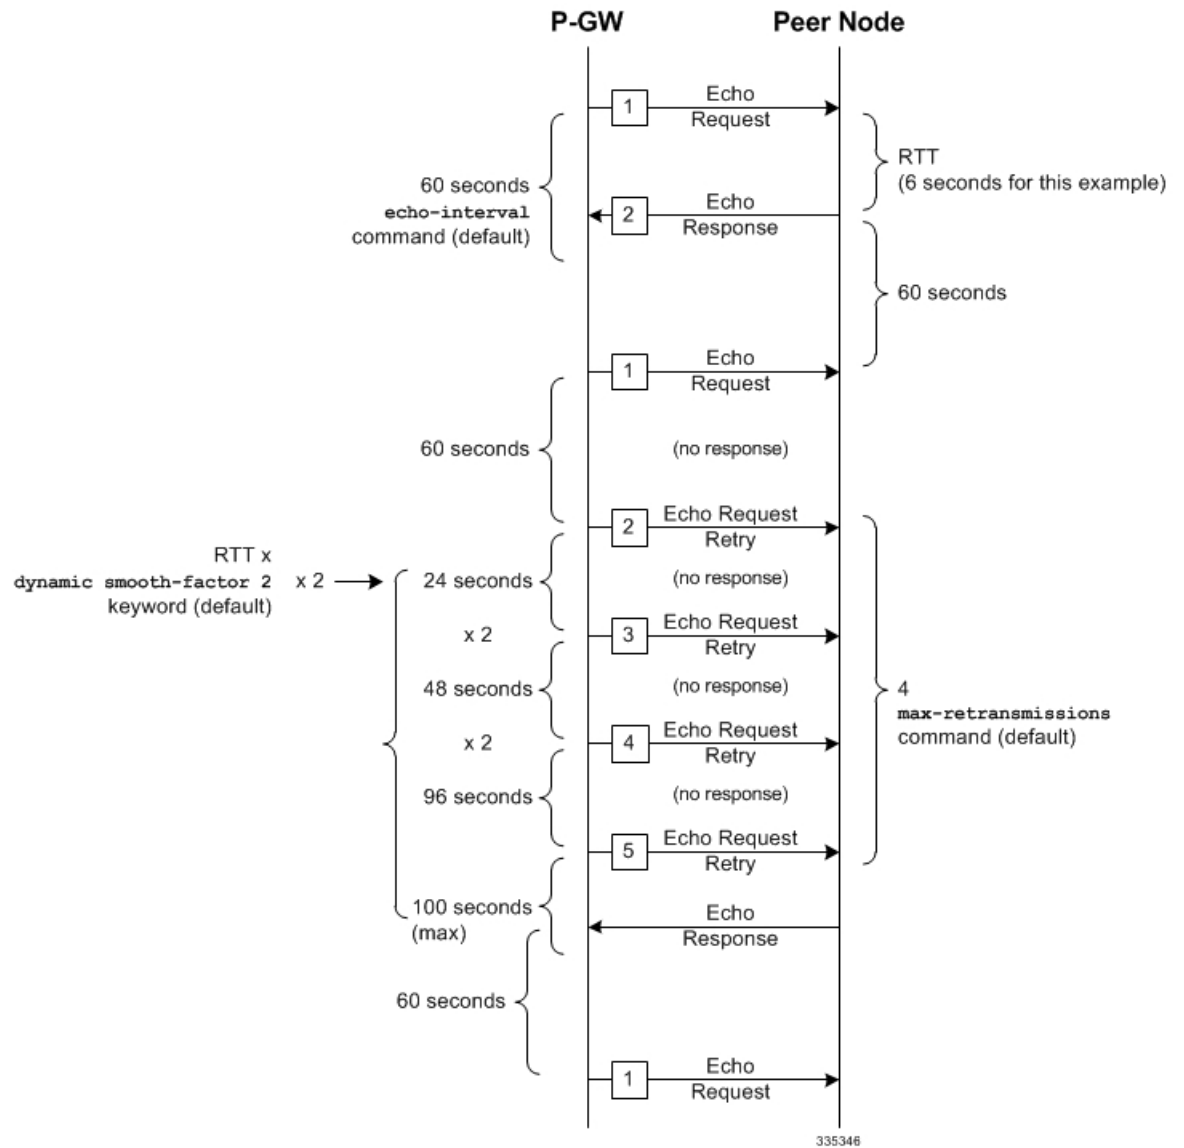 P-GW
Peer Node
1
Echo
Request
RTT
(6 seconds for this example)
60 seconds
echo-interval
command (default)
2
Echo
Response
60 seconds
1
Echo
Request
60 seconds
(no response)
2
Echo Request
Retry
RTT x
dynamic smooth-factor 2
keyword (default)
x 2
24 seconds
(no response)
x 2
3
Echo Request
Retry
48 seconds
(no response)
4
max-retransmissions
command (default)
x 2
4
Echo Request
Retry
96 seconds
(no response)
5
Echo Request
Retry
100 seconds
(max)
Echo
Response
60 seconds
1
Echo
Request
335346